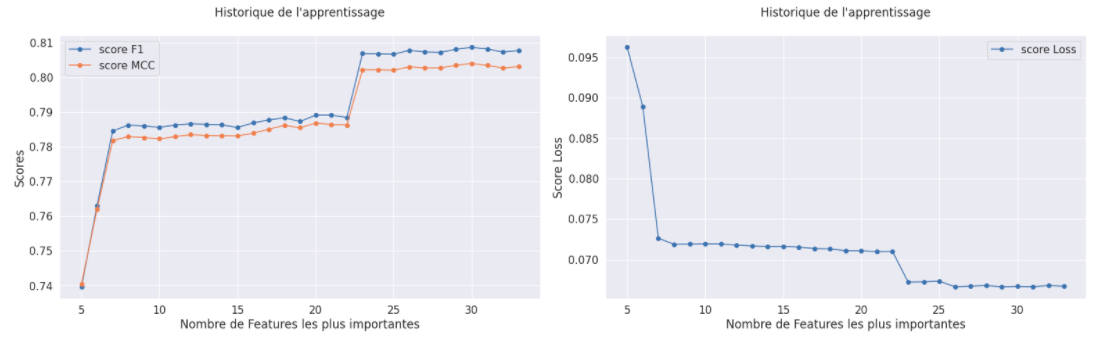 Historique de l'apprentissage
score F1
score MCC
Scores
0.81
0.80
0.79
0.78
0.77
0.76
0.75
0.74
5 10 15 20 25 30
Nombre de Features les plus importantes
Historique de l'apprentissage
score Loss
Score Loss
0.095
0.090
0.085
0.080
0.075
0.070
5 10 15 20 25 30
Nombre de Features les plus importantes